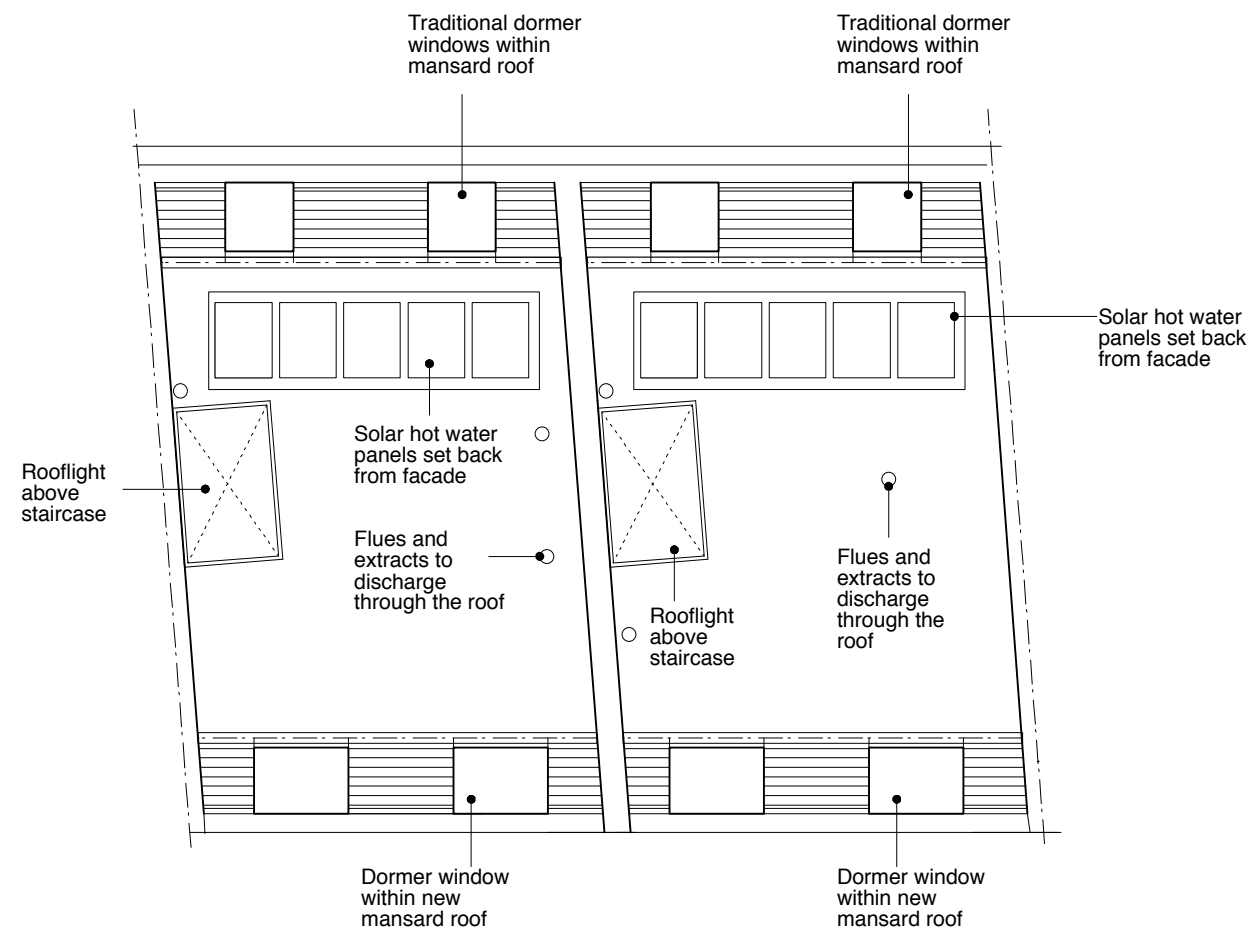 Traditional dormer
windows within
mansard roof
Traditional dormer
windows within
mansard roof
Solar hot water
panels set back
from facade
Solar hot water
panels set back
from facade
Rooflight
above
staircase
Flues and
extracts to
discharge
through the roof
Flues and
extracts to
discharge
through the
roof
Rooflight
above
staircase
Dormer window
within new
mansard roof
Dormer window
within new
mansard roof